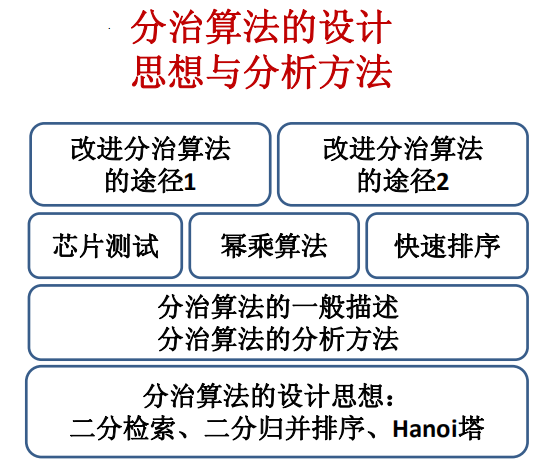 分治算法的设计
思想与分析方法
改进分治算法
的途径1
改进分治算法
的途径2
芯片测试
幂乘算法
快速排序
分治算法的一般描述
分治算法的分析方法
分治算法的设计思想：
二分检索、二分归并排序、Hanoi塔